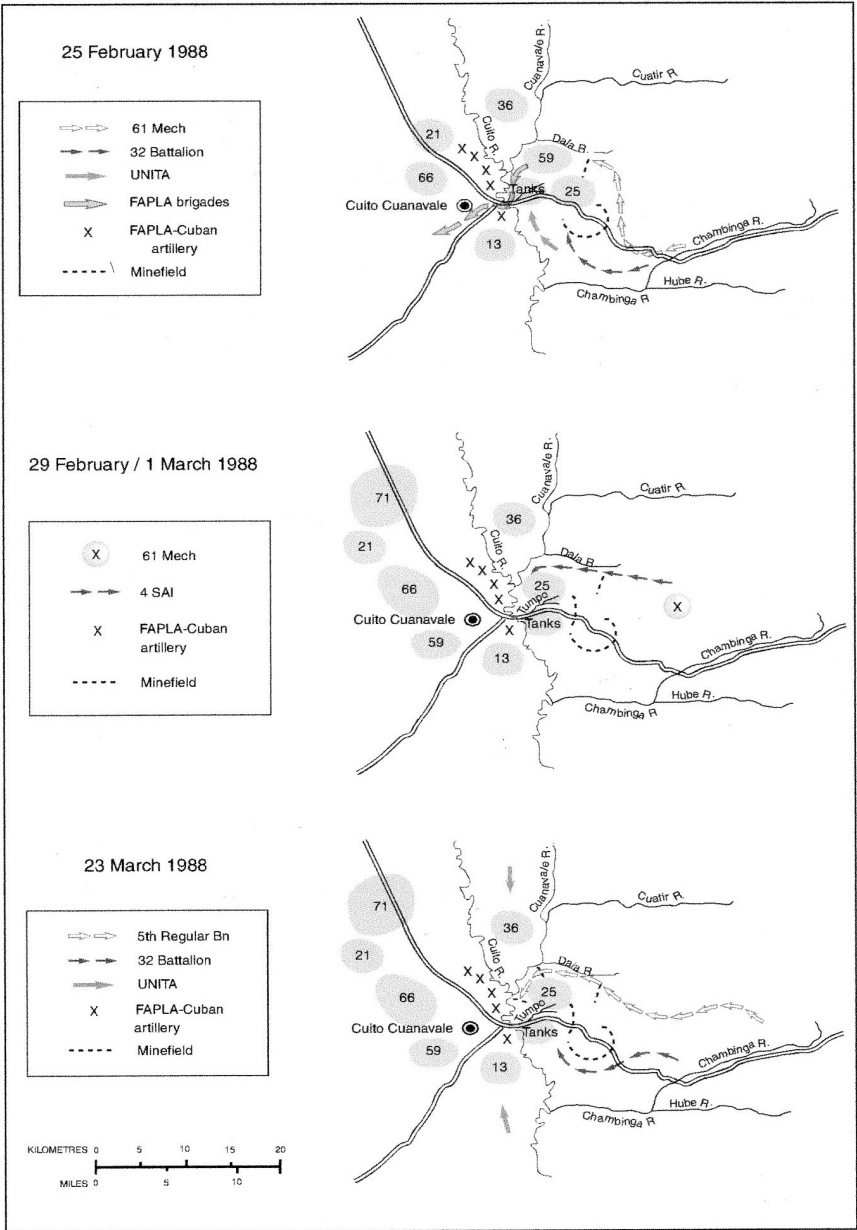 25 February 1988
61 Mech
32 Battalion
UNITA
FAPLA brigades
X FAPLA-Cuban
artillery
Minefield
Cuatir R.
Cuanavale R.
36
Cuito R.
21
X
X
X
X
Dala R.
59
66
Tanks
25
Cuito Cuanavale
X
13
Chambinga R.
Hube R.
Chambinga R
29 February / 1 March 1988
X 61 Mech
4 SAI
X FAPLA-Cuban
artillery
Minefield
71
Cuanavale R.
Cuatir R.
36
Cuito R.
21
X
X
X
X
Dala R.
66
25
X
Tumpo
Cuito Cuanavale
Tanks
X
59
13
Chambinga R.
Hube R.
Chambinga R
23 March 1988
5th Regular Bn
32 Battalion
UNITA
X FAPLA-Cuban
artillery
Minefield
71
Cuanavale R.
Cuatir R.
36
Cuito R.
21
X
X
X
X
Dala R.
25
66
Tumpo
Cuito Cuanavale
Tanks
X
59
13
Chambinga R.
Hube R.
Chambinga R
KILOMETRES 0 5 10 15 20
MILES 0 5 10